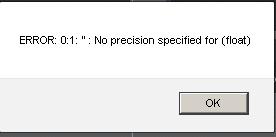 ERROR: 0:1: '' : No precision specified for (float)
OK